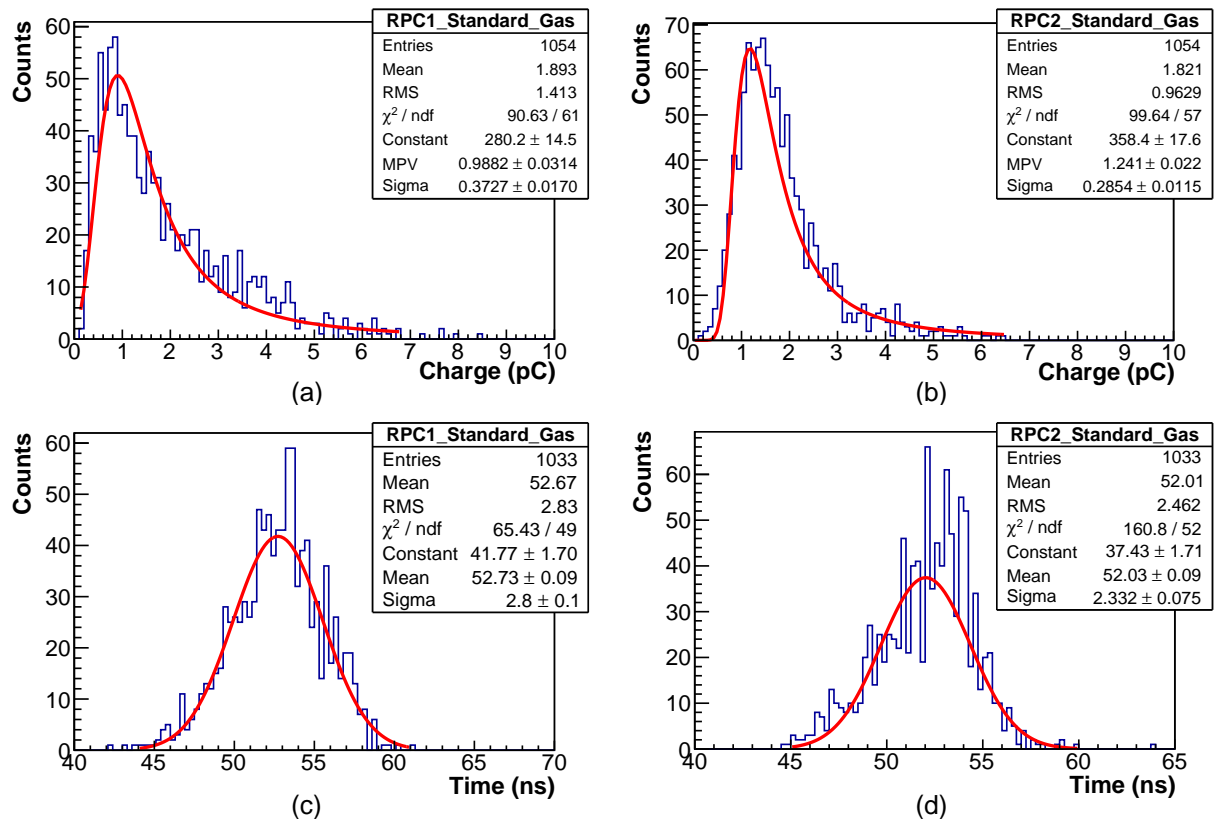 RPC1_Standard_Gas
Entries 1054
Mean 1.893
RMS 1.413
χ² / ndf 90.63 / 61
Constant 280.2 ± 14.5
MPV 0.9882 ± 0.0314
Sigma 0.3727 ± 0.0170
Counts
60
50
40
30
20
10
0
0 1 2 3 4 5 6 7 8 9 10
Charge (pC)
(a)
RPC2_Standard_Gas
Entries 1054
Mean 1.821
RMS 0.9629
χ² / ndf 99.64 / 57
Constant 358.4 ± 17.6
MPV 1.241 ± 0.022
Sigma 0.2854 ± 0.0115
Counts
70
60
50
40
30
20
10
0
0 1 2 3 4 5 6 7 8 9 10
Charge (pC)
(b)
RPC1_Standard_Gas
Entries 1033
Mean 52.67
RMS 2.83
χ² / ndf 65.43 / 49
Constant 41.77 ± 1.70
Mean 52.73 ± 0.09
Sigma 2.8 ± 0.1
Counts
60
50
40
30
20
10
0
40 45 50 55 60 65 70
Time (ns)
(c)
RPC2_Standard_Gas
Entries 1033
Mean 52.01
RMS 2.462
χ² / ndf 160.8 / 52
Constant 37.43 ± 1.71
Mean 52.03 ± 0.09
Sigma 2.332 ± 0.075
Counts
60
50
40
30
20
10
0
40 45 50 55 60 65
Time (ns)
(d)